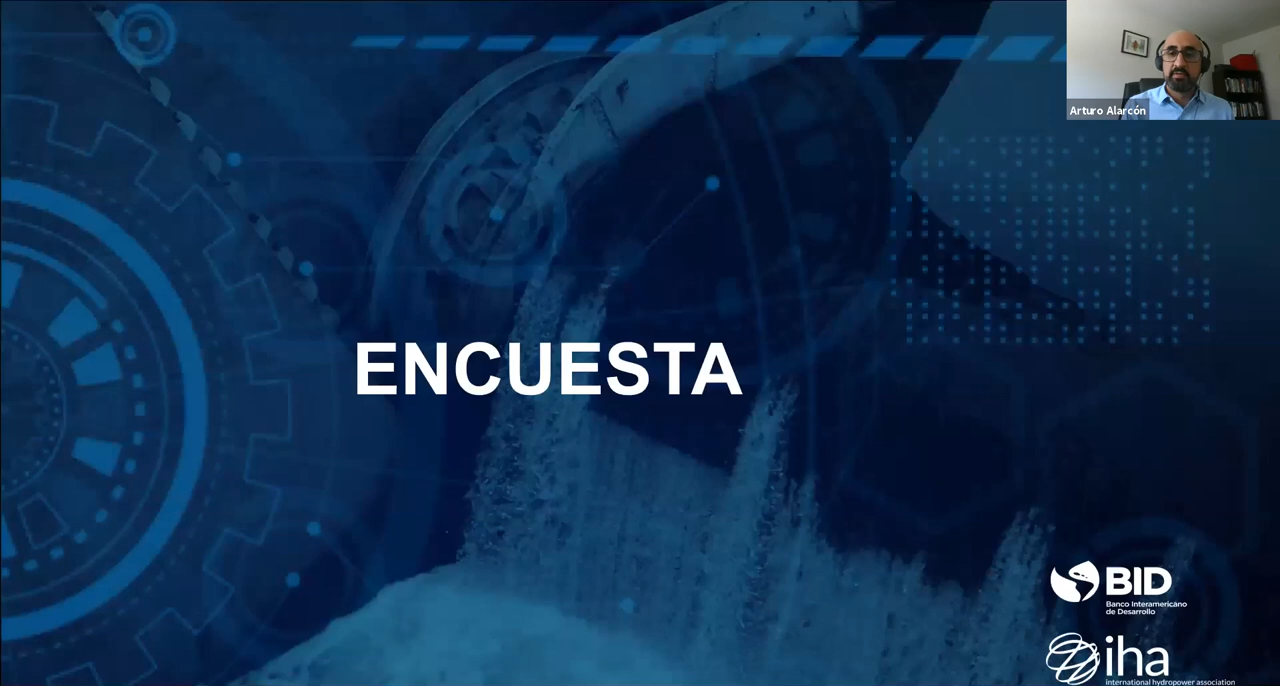 Arturo Alarcón
ENCUESTA
BID
Banco Interamericano
de Desarrollo
iha
international hydropower association